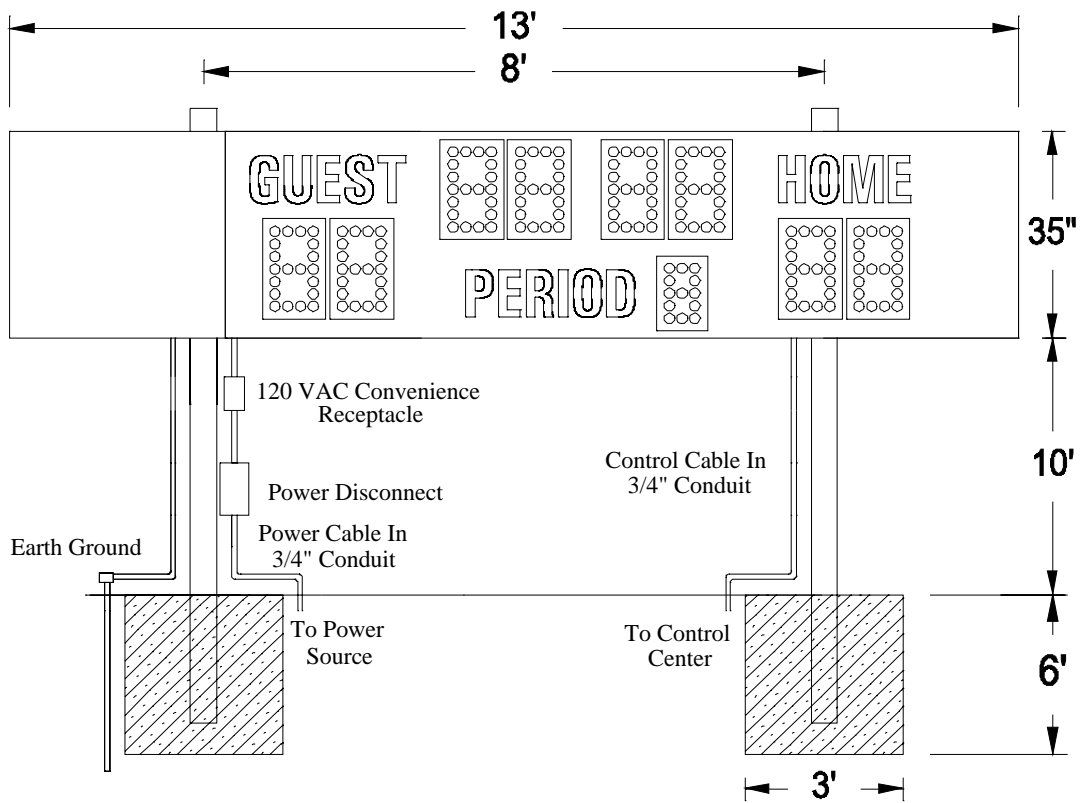 13'
8'
GUEST
HOME
35"
PERIOD
120 VAC Convenience
Receptacle
10'
Control Cable In
3/4" Conduit
Power Disconnect
Power Cable In
3/4" Conduit
Earth Ground
To Power
Source
To Control
Center
6'
3'